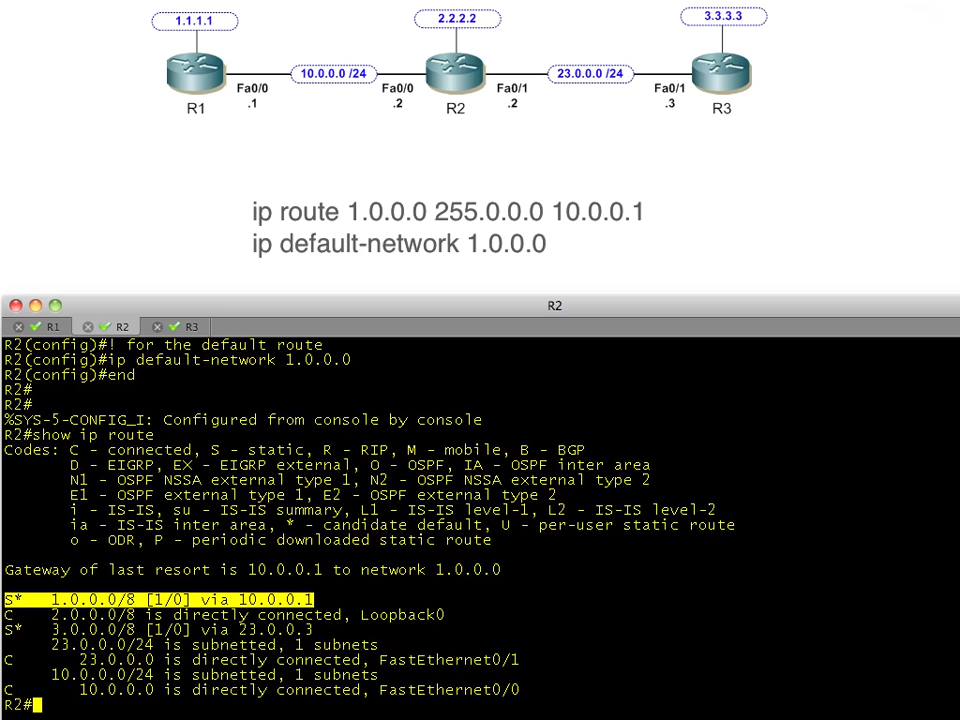 1.1.1.1
2.2.2.2
3.3.3.3
10.0.0.0 /24
23.0.0.0 /24
Fa0/0
.1
Fa0/0
.2
Fa0/1
.2
Fa0/1
.3
R1
R2
R3
ip route 1.0.0.0 255.0.0.0 10.0.0.1
ip default-network 1.0.0.0
R2
R1
R2
R3
R2(config)#! for the default route
R2(config)#ip default-network 1.0.0.0
R2(config)#end
R2#
R2#
%SYS-5-CONFIG_I: Configured from console by console
R2#show ip route
Codes: C - connected, S - static, R - RIP, M - mobile, B - BGP
D - EIGRP, EX - EIGRP external, O - OSPF, IA - OSPF inter area
N1 - OSPF NSSA external type 1, N2 - OSPF NSSA external type 2
E1 - OSPF external type 1, E2 - OSPF external type 2
i - IS-IS, su - IS-IS summary, L1 - IS-IS level-1, L2 - IS-IS level-2
ia - IS-IS inter area, * - candidate default, U - per-user static route
o - ODR, P - periodic downloaded static route
Gateway of last resort is 10.0.0.1 to network 1.0.0.0
S* 1.0.0.0/8 [1/0] via 10.0.0.1
C 2.0.0.0/8 is directly connected, Loopback0
S* 3.0.0.0/8 [1/0] via 23.0.0.3
23.0.0.0/24 is subnetted, 1 subnets
C 23.0.0.0 is directly connected, FastEthernet0/1
10.0.0.0/24 is subnetted, 1 subnets
C 10.0.0.0 is directly connected, FastEthernet0/0
R2#